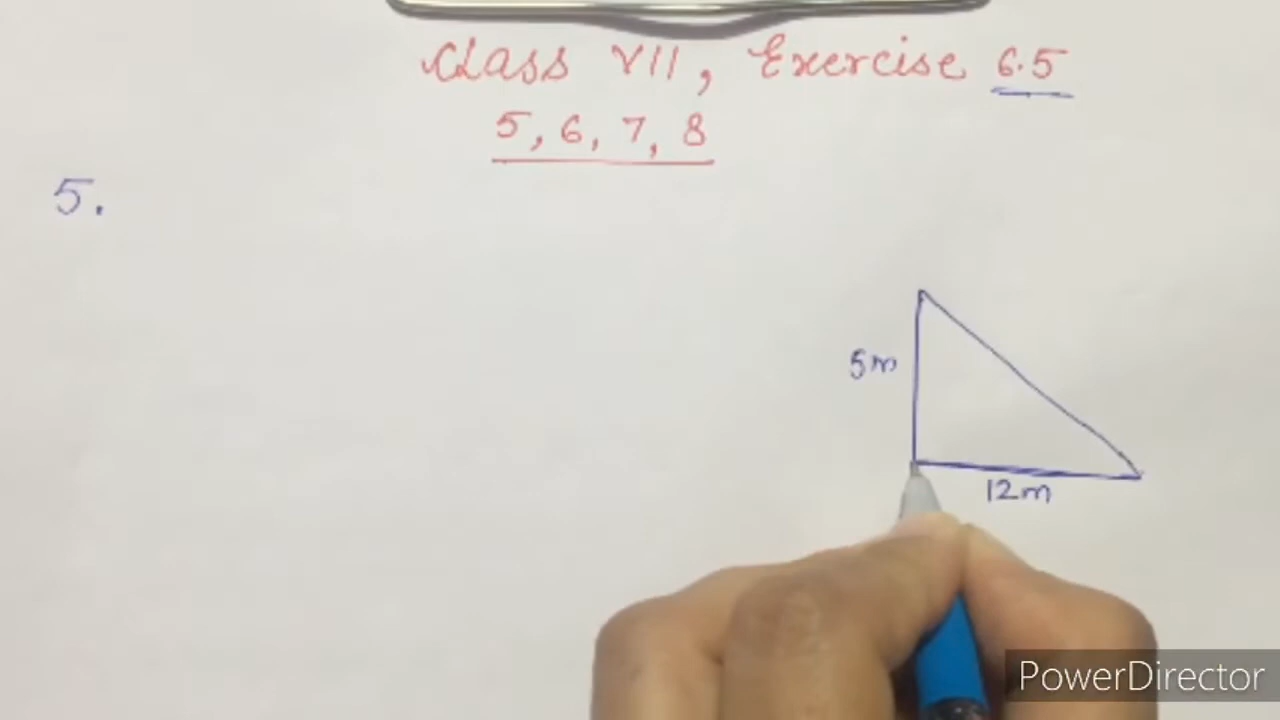 Class VII, Exercise 6.5
5, 6, 7, 8
5.
5m
12m
PowerDirector